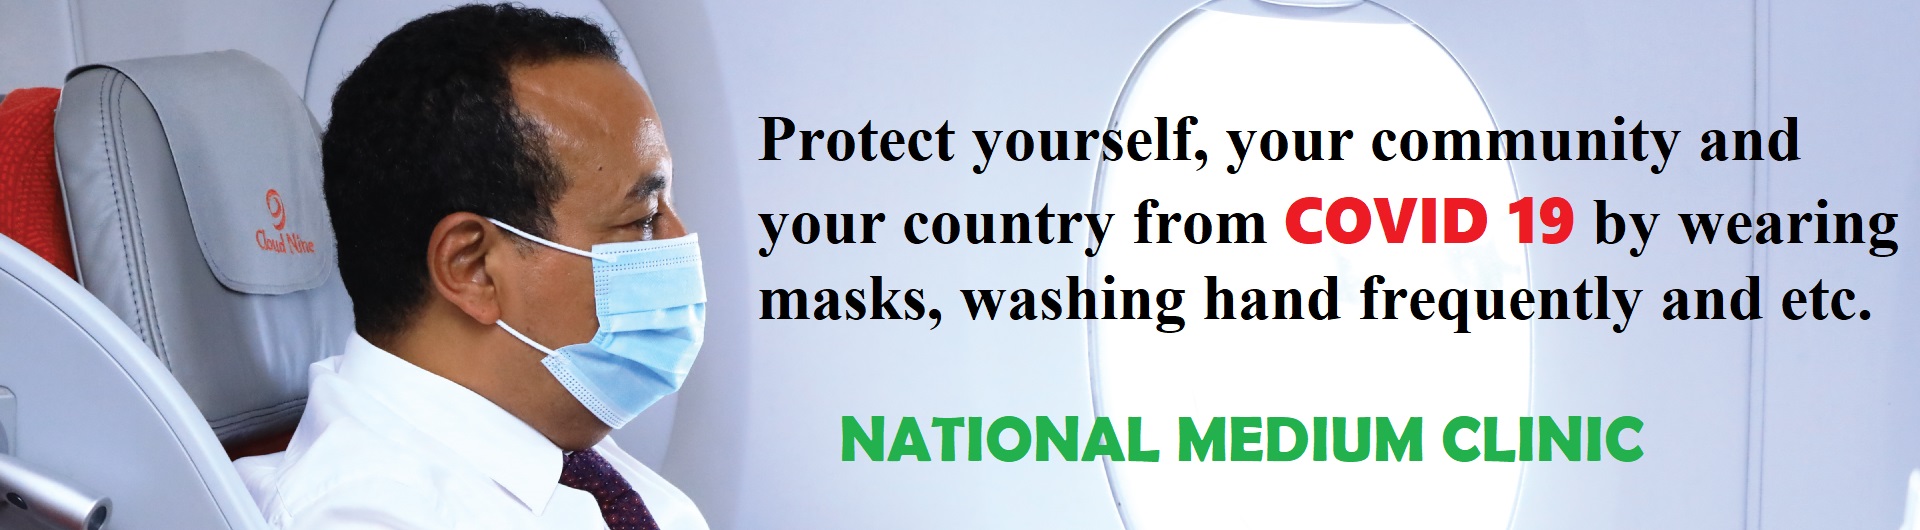 Cloud Nine
Protect yourself, your community and
your country from COVID 19 by wearing
masks, washing hand frequently and etc.
NATIONAL MEDIUM CLINIC